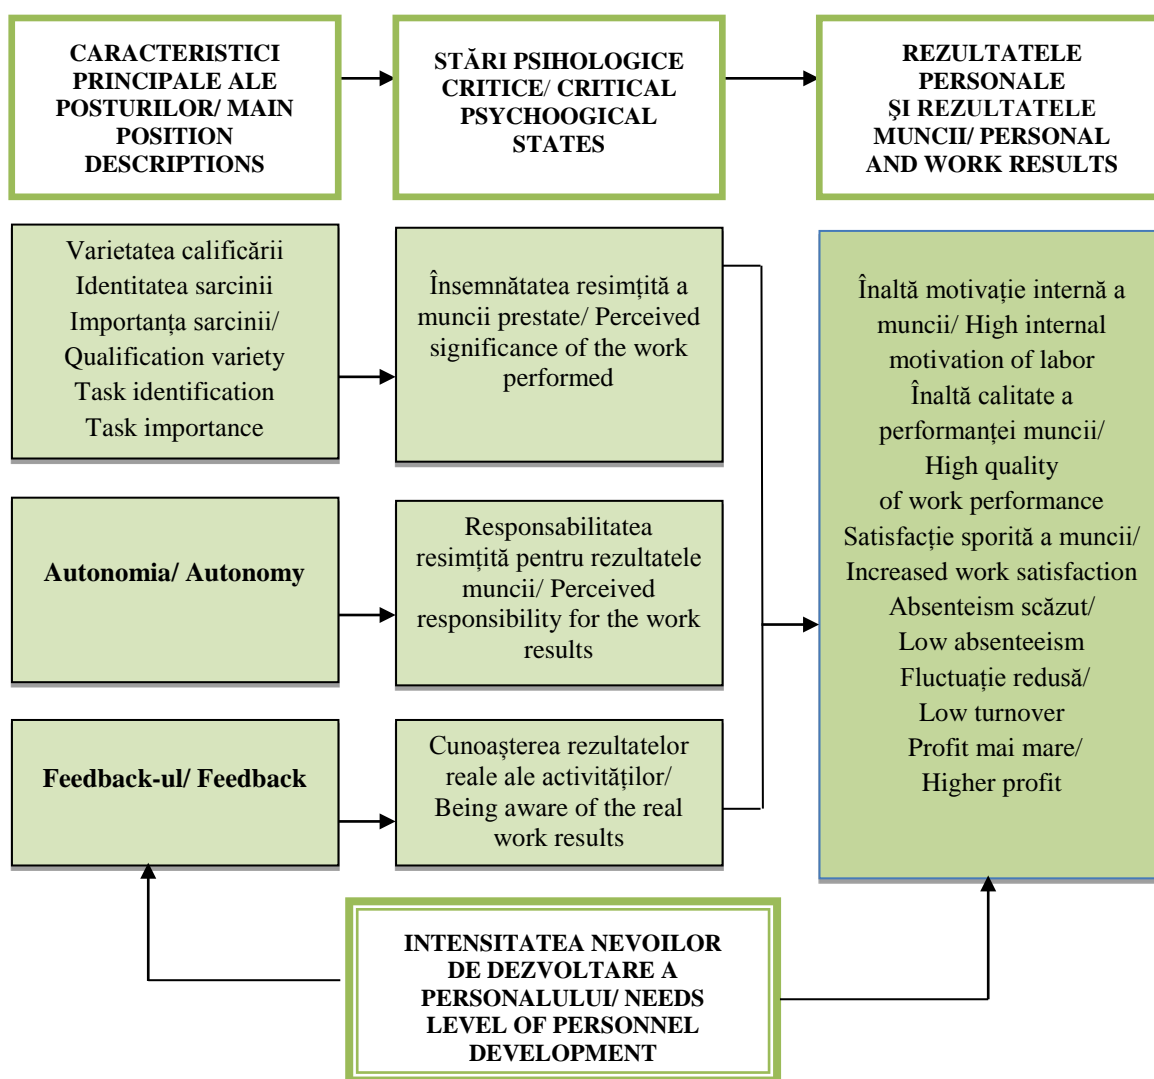 CARACTERISTICI
PRINCIPALE ALE
POSTURILOR/ MAIN
POSITION
DESCRIPTIONS
STĂRI PSIHOLOGICE
CRITICE/ CRITICAL
PSYCHOOGICAL
STATES
REZULTATELE
PERSONALE
ŞI REZULTATELE
MUNCII/ PERSONAL
AND WORK RESULTS
Varietatea calificării
Identitatea sarcinii
Importanța sarcinii/
Qualification variety
Task identification
Task importance
Însemnătatea resimțită a
muncii prestate/ Perceived
significance of the work
performed
Autonomia/ Autonomy
Responsabilitatea
resimțită pentru rezultatele
muncii/ Perceived
responsibility for the work
results
Feedback-ul/ Feedback
Cunoașterea rezultatelor
reale ale activităților/
Being aware of the real
work results
Înaltă motivație internă a
muncii/ High internal
motivation of labor
Înaltă calitate a
performanței muncii/
High quality
of work performance
Satisfacție sporită a muncii/
Increased work satisfaction
Absenteism scăzut/
Low absenteeism
Fluctuație redusă/
Low turnover
Profit mai mare/
Higher profit
INTENSITATEA NEVOILOR
DE DEZVOLTARE A
PERSONALULUI/ NEEDS
LEVEL OF PERSONNEL
DEVELOPMENT